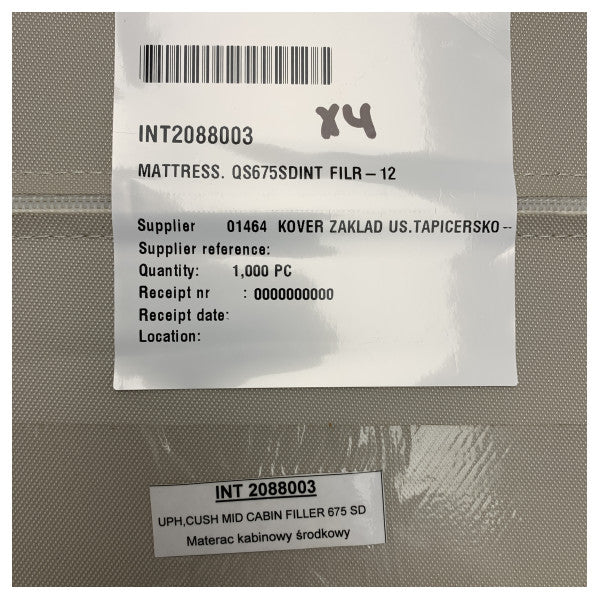 X4
INT2088003
MATTRESS. QS675SDINT FILR-12
Supplier 01464 KOVER ZAKLAD US.TAPICERSKO-
Supplier reference:
Quantity: 1,000 PC
Receipt nr : 0000000000
Receipt date:
Location:
INT 2088003
UPH,CUSH MID CABIN FILLER 675 SD
Materac kabinowy środkowy